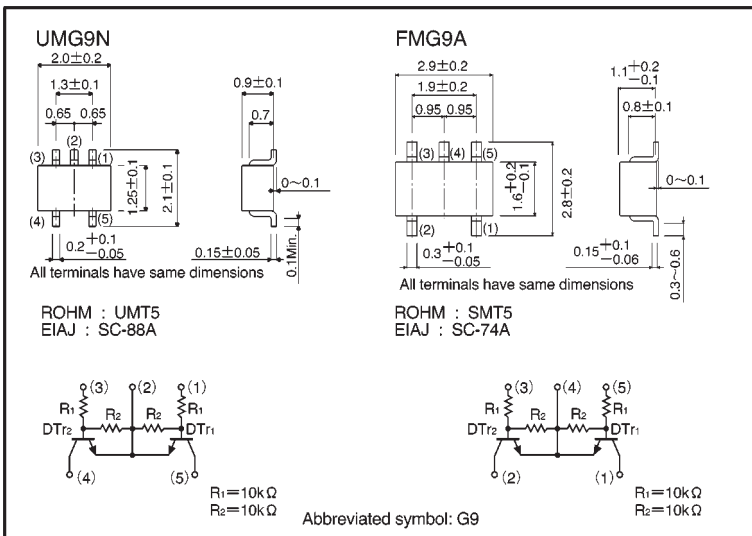 UMG9N
2.0±0.2
1.3±0.1
0.65 0.65
(2)
(3) (1)
(4) (5)
1.25±0.1
2.1±0.1
0.2 +0.1 −0.05
0.9±0.1
0.7
0〜0.1
0.15±0.05
0.1Min.
All terminals have same dimensions
ROHM : UMT5
EIAJ : SC-88A
FMG9A
2.9±0.2
1.9±0.2
0.95 0.95
(3) (4) (5)
(2) (1)
1.6 +0.2 −0.1
2.8±0.2
0.3 +0.1 −0.05
1.1 +0.2 −0.1
0.8±0.1
0〜0.1
0.15 +0.1 −0.06
0.3〜0.6
All terminals have same dimensions
ROHM : SMT5
EIAJ : SC-74A
(3) (2) (1)
R1 R2 R2 R1
DTr2 DTr1
(4) (5)
R1=10kΩ
R2=10kΩ
(3) (4) (5)
R1 R2 R2 R1
DTr2 DTr1
(2) (1)
R1=10kΩ
R2=10kΩ
Abbreviated symbol: G9